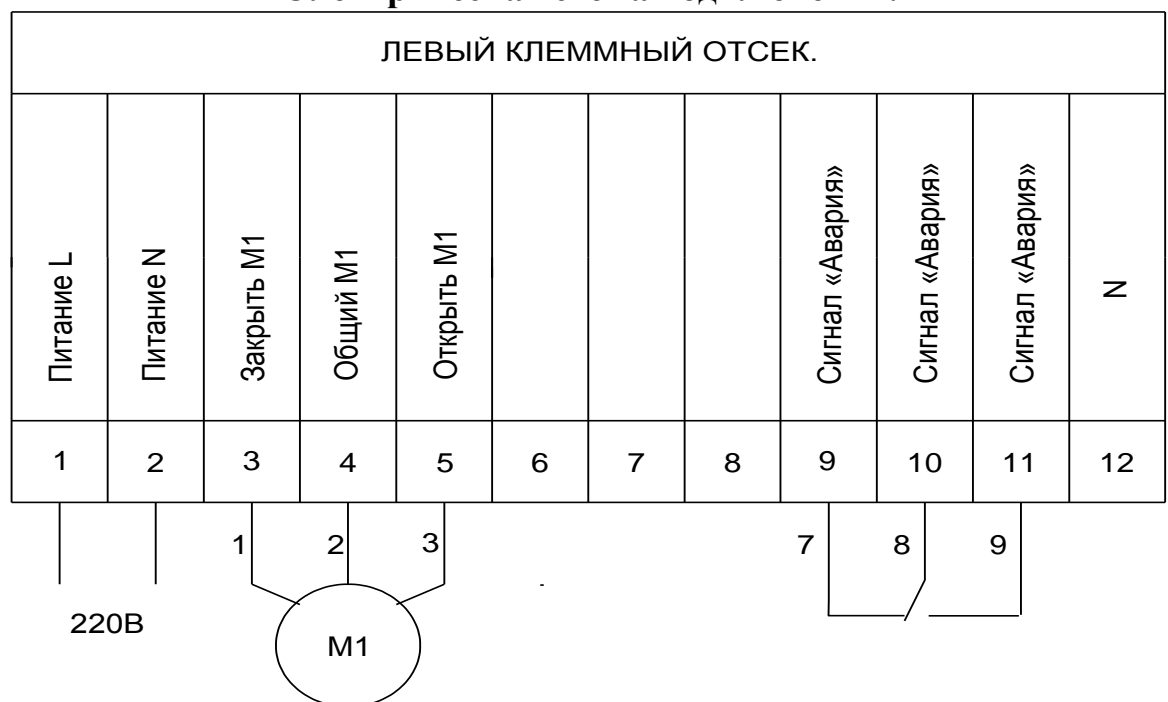 ЛЕВЫЙ КЛЕММНЫЙ ОТСЕК.
Питание L
Питание N
Закрыть М1
Общий М1
Открыть М1
Сигнал «Авария»
Сигнал «Авария»
Сигнал «Авария»
N
1 2 3 4 5 6 7 8 9 10 11 12
1 2 3 7 8 9
220В
М1